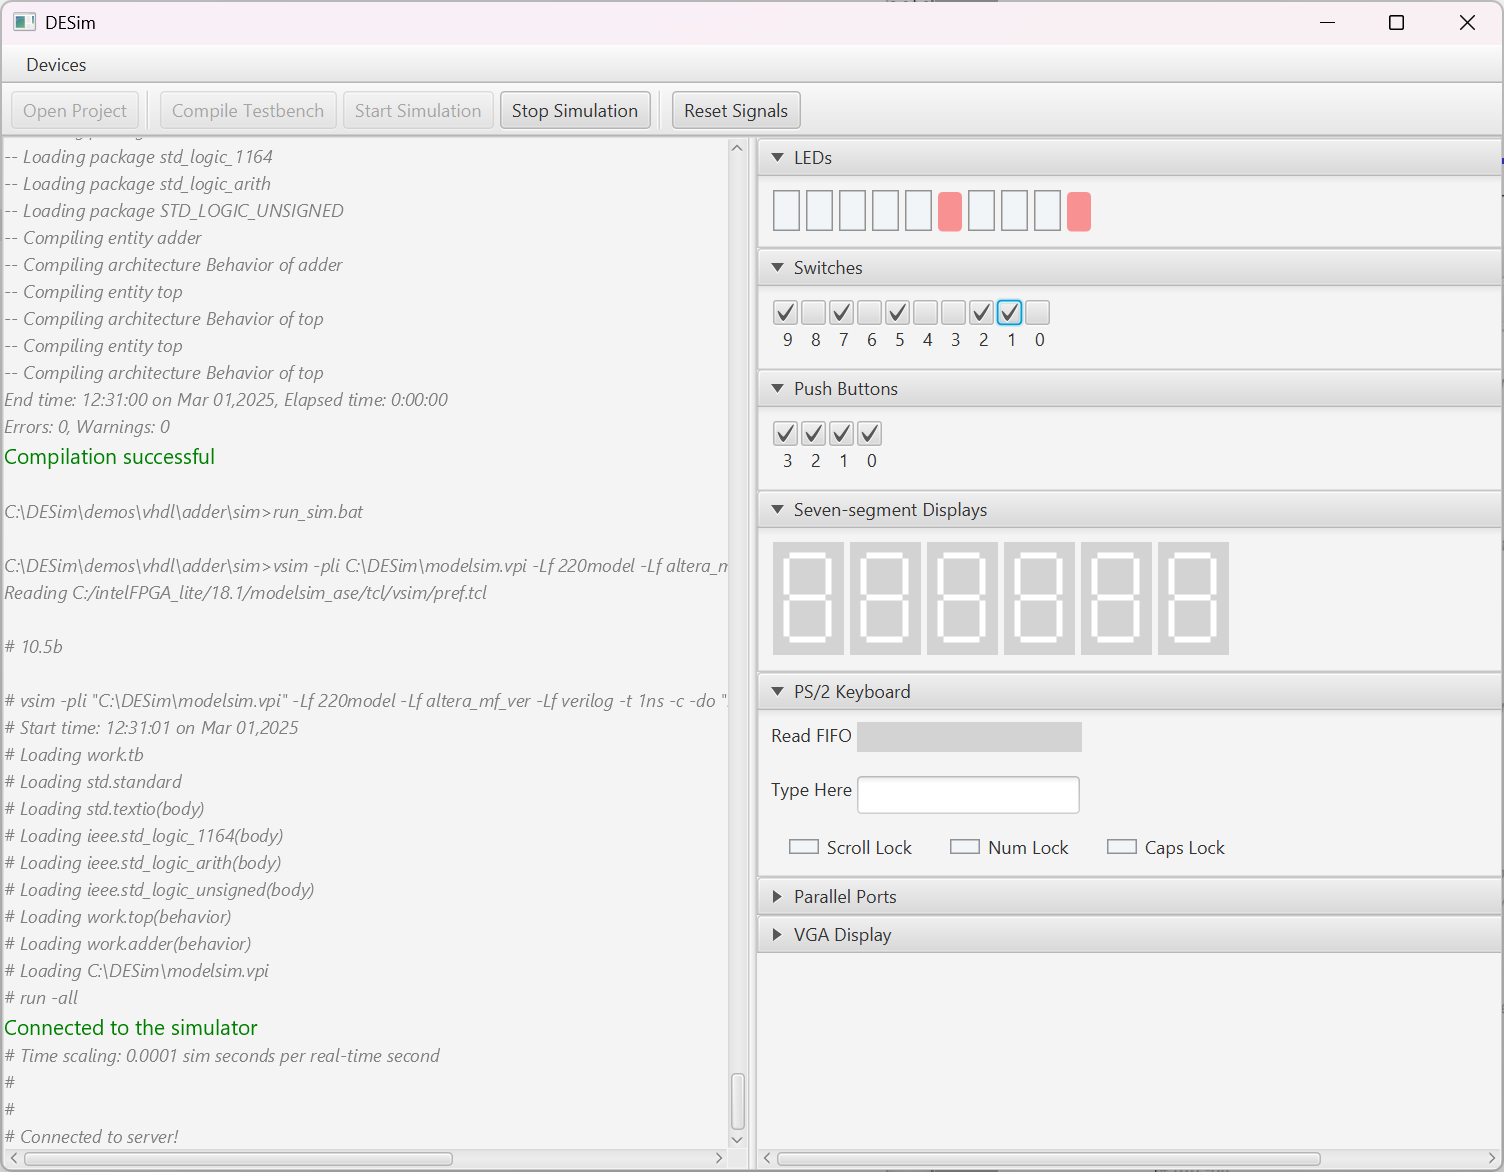 DESim
Devices
Open Project Compile Testbench Start Simulation Stop Simulation Reset Signals
-- Loading package std_logic_1164
-- Loading package std_logic_arith
-- Loading package STD_LOGIC_UNSIGNED
-- Compiling entity adder
-- Compiling architecture Behavior of adder
-- Compiling entity top
-- Compiling architecture Behavior of top
-- Compiling entity top
-- Compiling architecture Behavior of top
End time: 12:31:00 on Mar 01,2025, Elapsed time: 0:00:00
Errors: 0, Warnings: 0
Compilation successful
C:\DESim\demos\vhdl\adder\sim>run_sim.bat
C:\DESim\demos\vhdl\adder\sim>vsim -pli C:\DESim\modelsim.vpi -Lf 220model -Lf altera_m
Reading C:/intelFPGA_lite/18.1/modelsim_ase/tcl/vsim/pref.tcl
# 10.5b
# vsim -pli "C:\DESim\modelsim.vpi" -Lf 220model -Lf altera_mf_ver -Lf verilog -t 1ns -c -do "
# Start time: 12:31:01 on Mar 01,2025
# Loading work.tb
# Loading std.standard
# Loading std.textio(body)
# Loading ieee.std_logic_1164(body)
# Loading ieee.std_logic_arith(body)
# Loading ieee.std_logic_unsigned(body)
# Loading work.top(behavior)
# Loading work.adder(behavior)
# Loading C:\DESim\modelsim.vpi
# run -all
Connected to the simulator
# Time scaling: 0.0001 sim seconds per real-time second
#
#
# Connected to server!
LEDs
Switches
9 8 7 6 5 4 3 2 1 0
Push Buttons
3 2 1 0
Seven-segment Displays
PS/2 Keyboard
Read FIFO
Type Here
Scroll Lock Num Lock Caps Lock
Parallel Ports
VGA Display